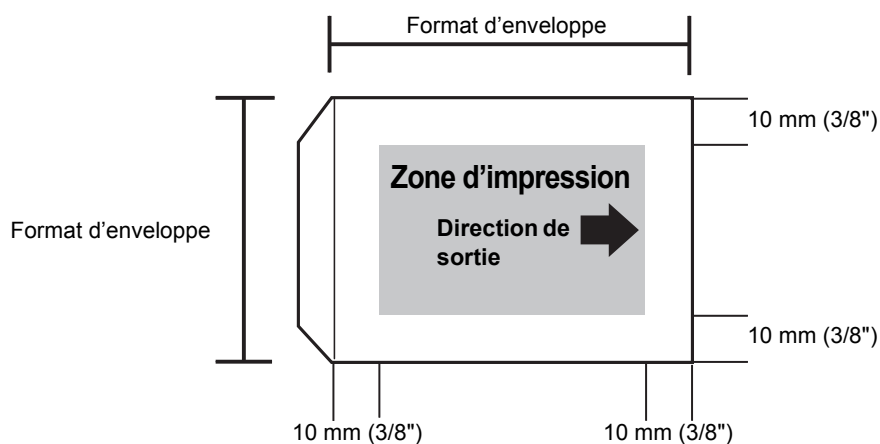 Format d’enveloppe
10 mm (3/8")
Zone d’impression
Direction de
sortie
Format d’enveloppe
10 mm (3/8")
10 mm (3/8")
10 mm (3/8")